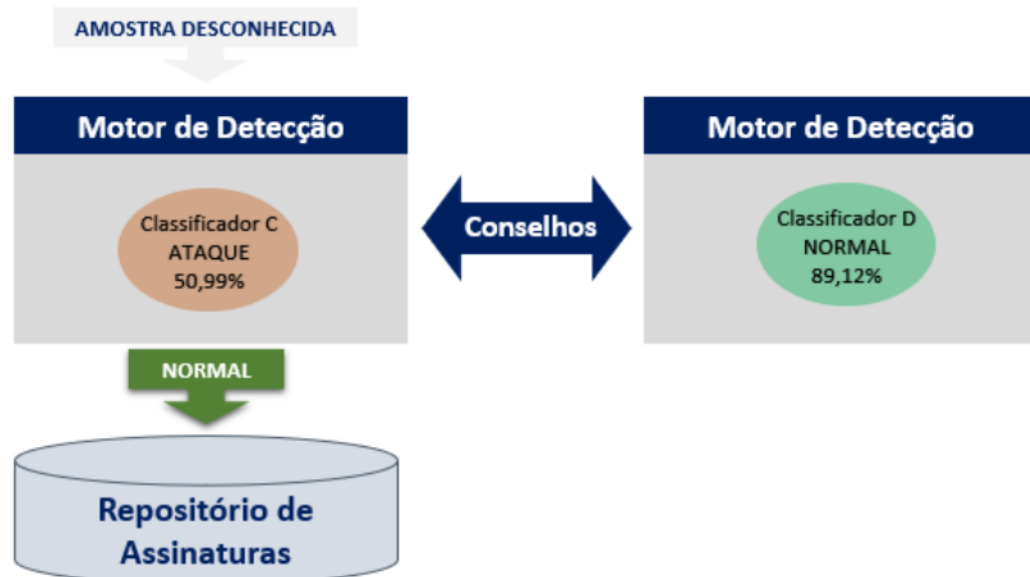 AMOSTRA DESCONHECIDA
Motor de Detecção
Classificador C
ATAQUE
50,99%
Conselhos
Motor de Detecção
Classificador D
NORMAL
89,12%
NORMAL
Repositório de
Assinaturas